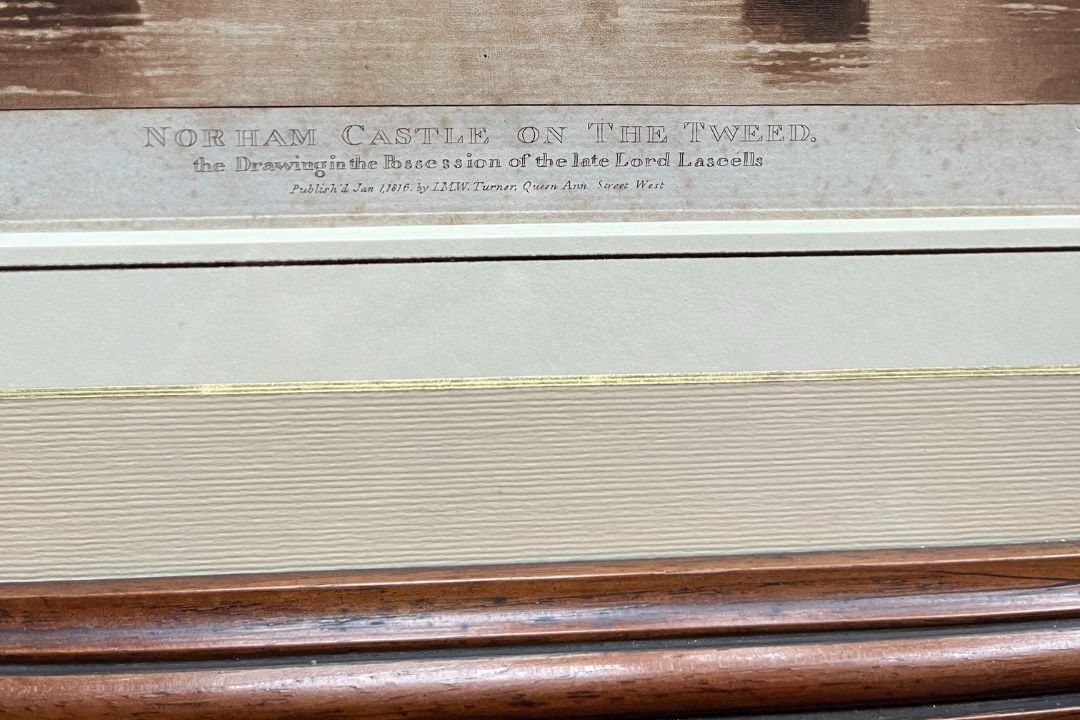 NORHAM CASTLE ON THE TWEED.
the Drawing in the Possession of the late Lord Lascells
Publish'd Jan 1, 1816. by I.M.W. Turner, Queen Ann Street West